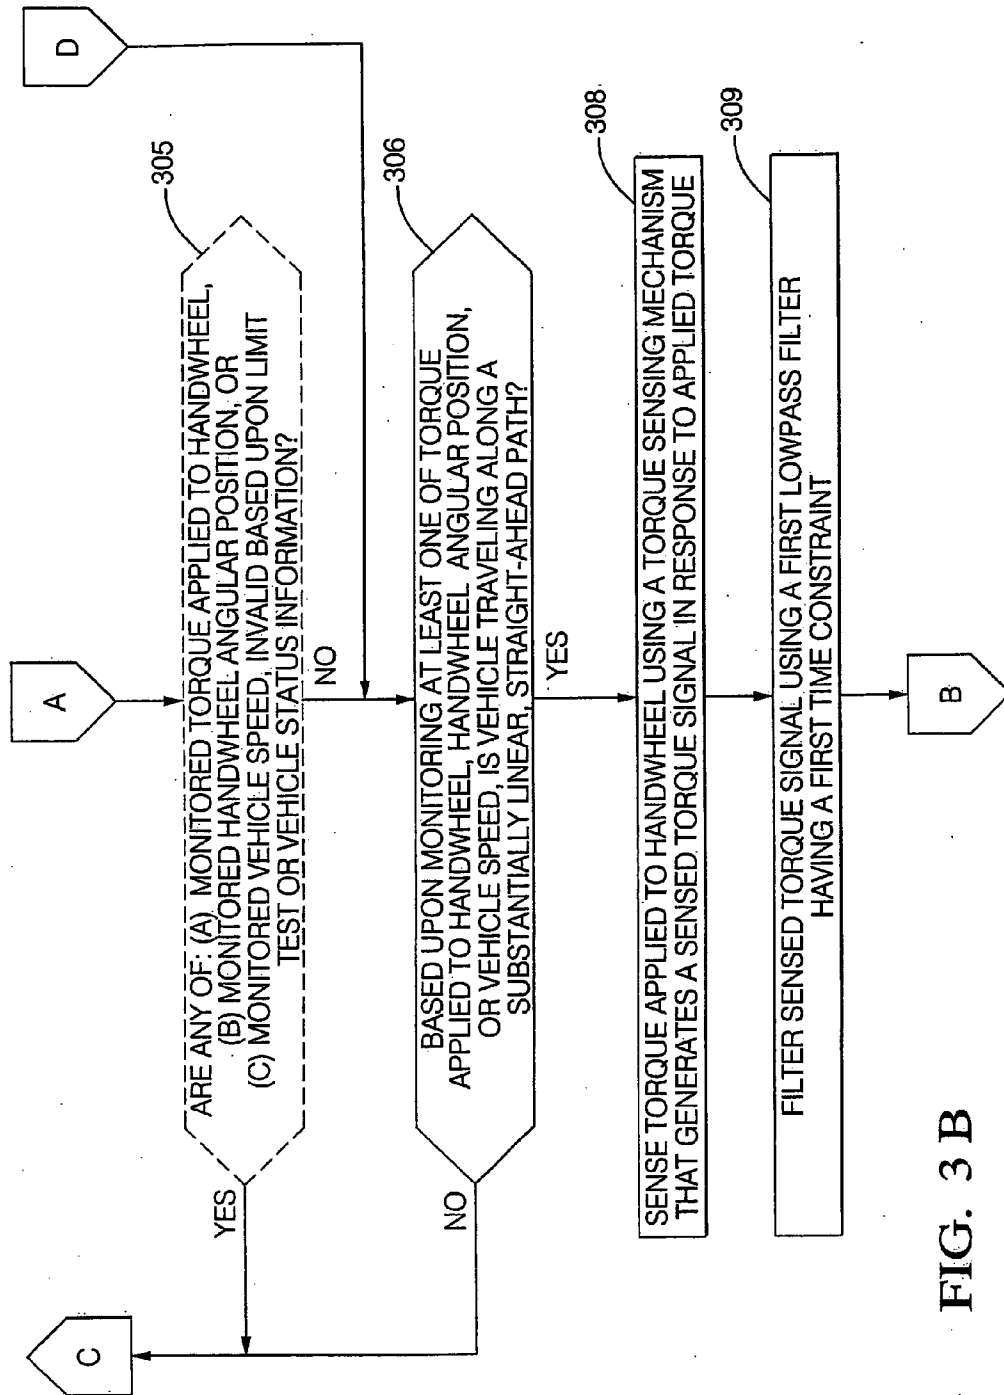 A
D
305
ARE ANY OF: (A) MONITORED TORQUE APPLIED TO HANDWHEEL,
(B) MONITORED HANDWHEEL ANGULAR POSITION, OR
(C) MONITORED VEHICLE SPEED, INVALID BASED UPON LIMIT
TEST OR VEHICLE STATUS INFORMATION?
YES
NO
C
306
BASED UPON MONITORING AT LEAST ONE OF TORQUE
APPLIED TO HANDWHEEL, HANDWHEEL ANGULAR POSITION,
OR VEHICLE SPEED, IS VEHICLE TRAVELING ALONG A
SUBSTANTIALLY LINEAR, STRAIGHT-AHEAD PATH?
NO
YES
308
SENSE TORQUE APPLIED TO HANDWHEEL USING A TORQUE SENSING MECHANISM
THAT GENERATES A SENSED TORQUE SIGNAL IN RESPONSE TO APPLIED TORQUE
309
FILTER SENSED TORQUE SIGNAL USING A FIRST LOWPASS FILTER
HAVING A FIRST TIME CONSTRAINT
B
FIG. 3 B